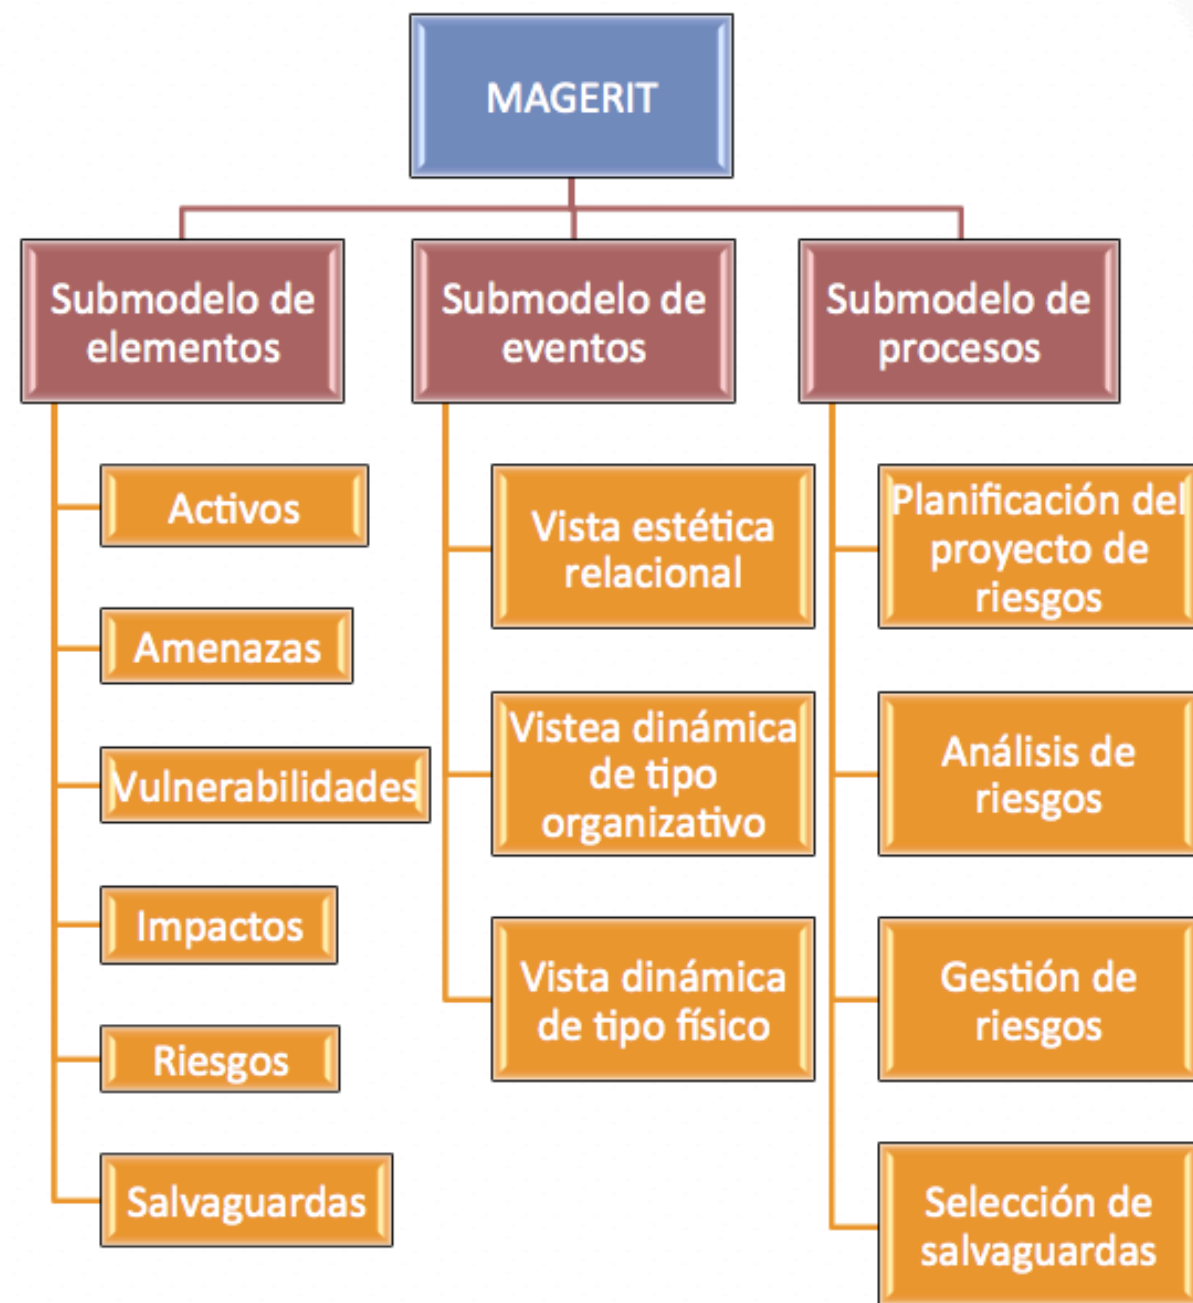 MAGERIT
Submodelo de
elementos
Activos
Amenazas
Vulnerabilidades
Impactos
Riesgos
Salvaguardas
Submodelo de
eventos
Vista estética
relacional
Vistea dinámica
de tipo
organizativo
Vista dinámica
de tipo físico
Submodelo de
procesos
Planificación del
proyecto de
riesgos
Análisis de
riesgos
Gestión de
riesgos
Selección de
salvaguardas